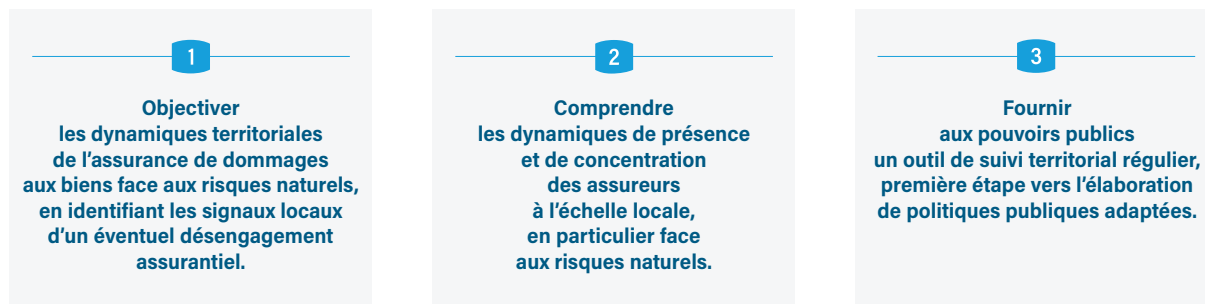 1
Objectiver
les dynamiques territoriales
de l'assurance de dommages
aux biens face aux risques naturels,
en identifiant les signaux locaux
d'un éventuel désengagement
assurantiel.
2
Comprendre
les dynamiques de présence
et de concentration
des assureurs
à l'échelle locale,
en particulier face
aux risques naturels.
3
Fournir
aux pouvoirs publics
un outil de suivi territorial régulier,
première étape vers l'élaboration
de politiques publiques adaptées.